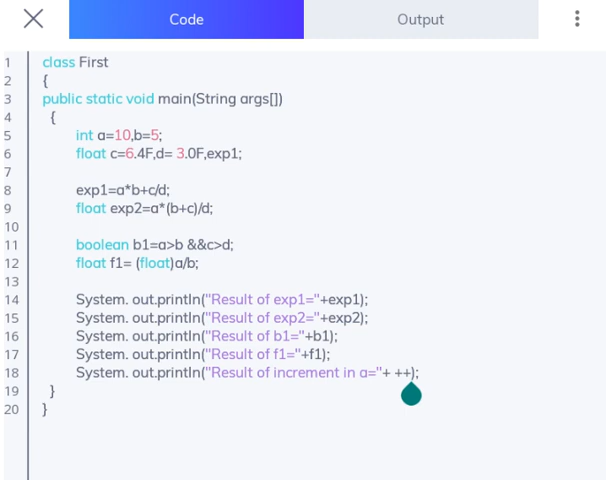 Code Output
1 class First
2 {
3 public static void main(String args[])
4 {
5 int a=10,b=5;
6 float c=6.4F,d= 3.0F,exp1;
7
8 exp1=a*b+c/d;
9 float exp2=a*(b+c)/d;
10
11 boolean b1=a>b &&c>d;
12 float f1= (float)a/b;
13
14 System. out.println("Result of exp1="+exp1);
15 System. out.println("Result of exp2="+exp2);
16 System. out.println("Result of b1="+b1);
17 System. out.println("Result of f1="+f1);
18 System. out.println("Result of increment in a="+ ++);
19 }
20 }